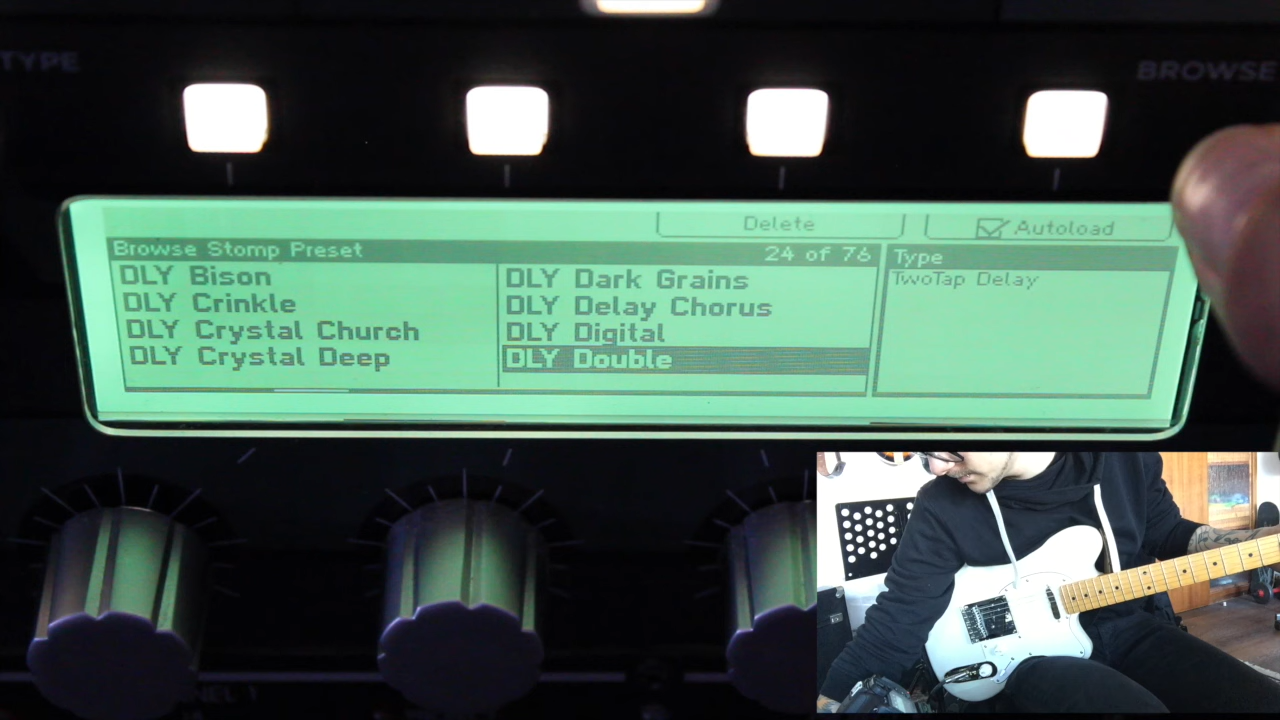 TYPE
BROWSE
Delete
Autoload
Browse Stomp Preset 24 of 76
Type
DLY Bison
DLY Crinkle
DLY Crystal Church
DLY Crystal Deep
DLY Dark Grains
DLY Delay Chorus
DLY Digital
DLY Double
TwoTap Delay